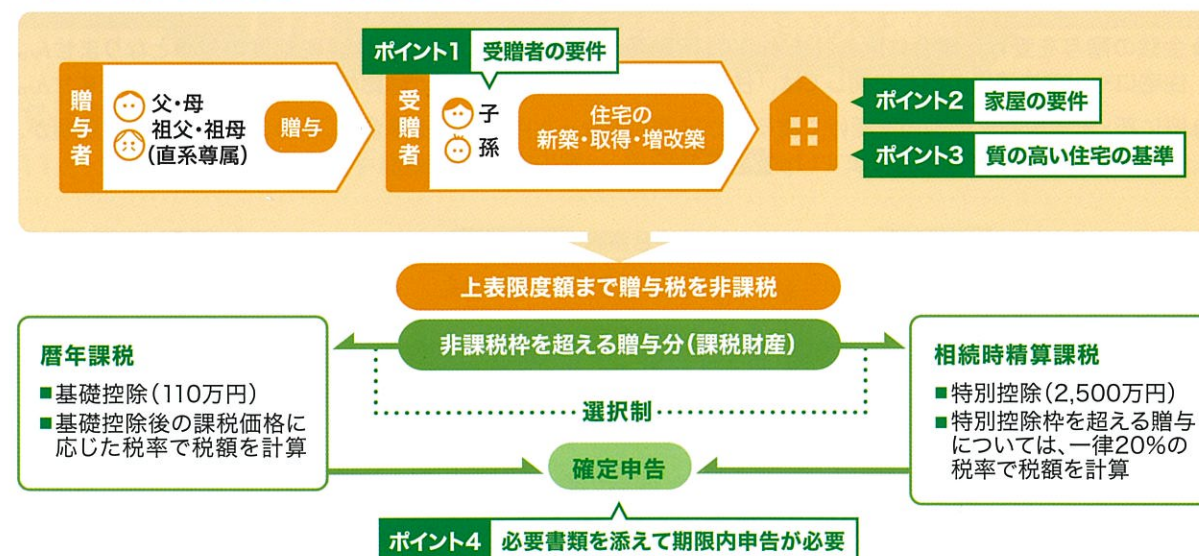 ポイント1 受贈者の要件
贈与者
父・母
祖父・祖母
(直系尊属)
贈与
受贈者
子
孫
住宅の
新築・取得・増改築
ポイント2 家屋の要件
ポイント3 質の高い住宅の基準
上表限度額まで贈与税を非課税
非課税枠を超える贈与分(課税財産)
選択制
暦年課税
■基礎控除(110万円)
■基礎控除後の課税価格に
応じた税率で税額を計算
相続時精算課税
■特別控除(2,500万円)
■特別控除枠を超える贈与
については、一律20%の
税率で税額を計算
確定申告
ポイント4 必要書類を添えて期限内申告が必要